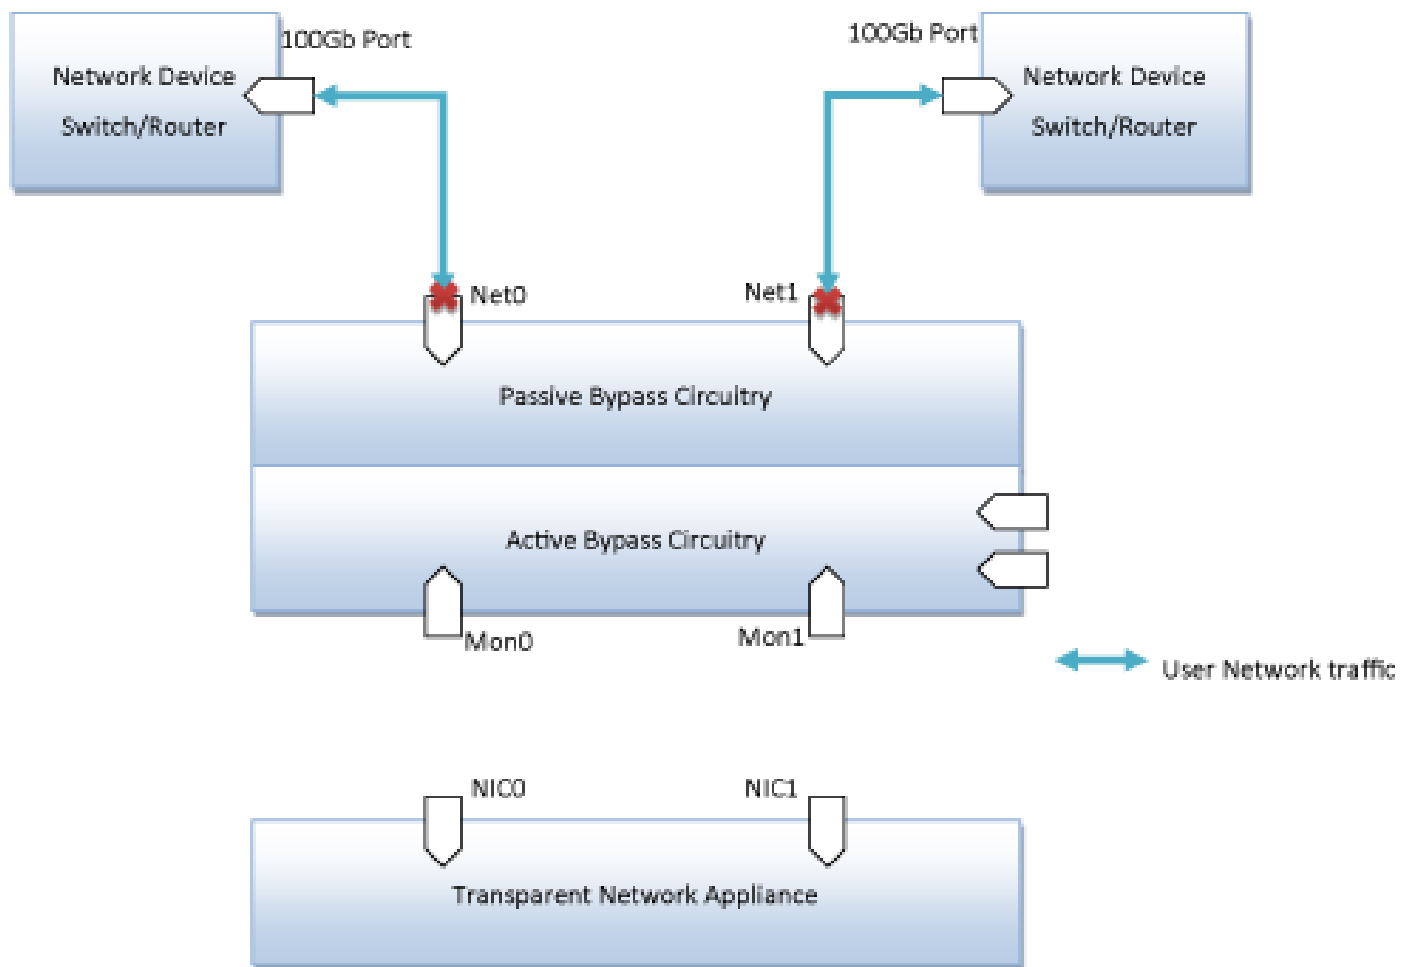 100Gb Port
100Gb Port
Network Device
Switch/Router
Network Device
Switch/Router
Net0
Net1
Passive Bypass Circuitry
Active Bypass Circuitry
Mon0
Mon1
User Network traffic
NIC0
NIC1
Transparent Network Appliance